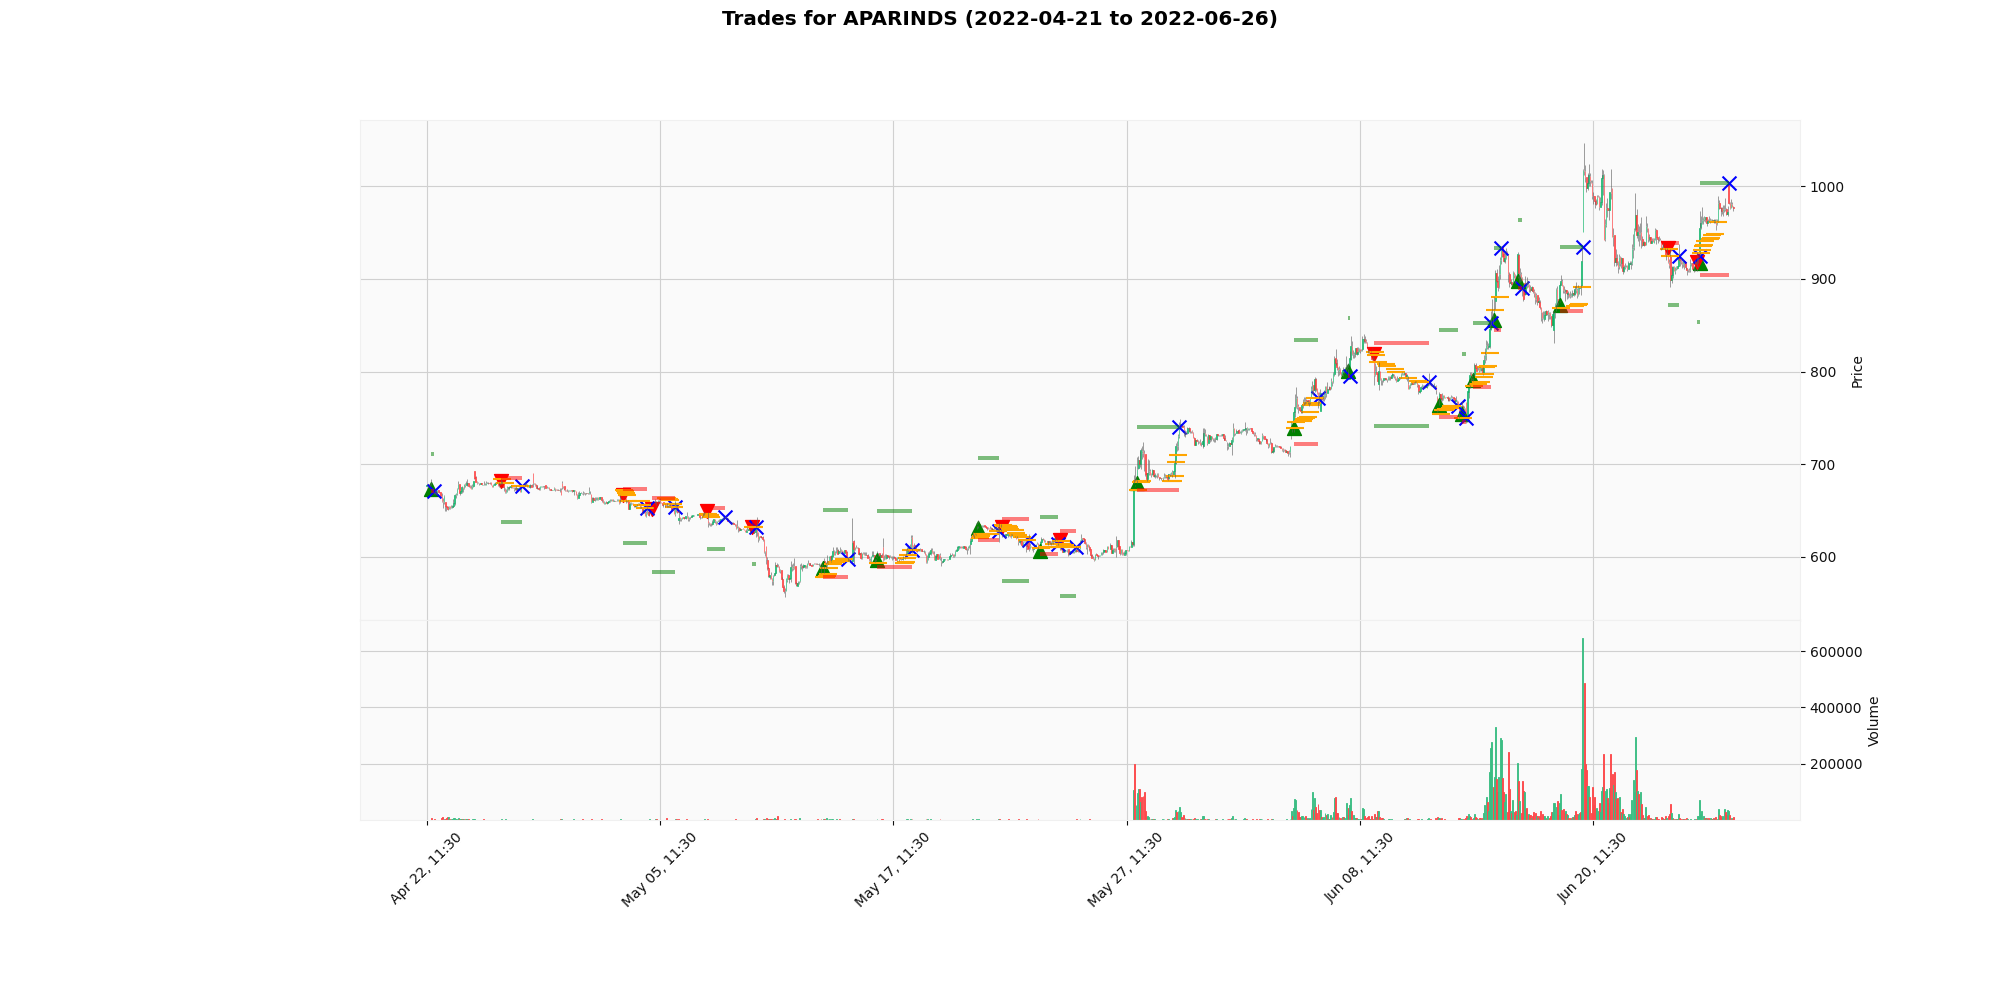 Trades for APARINDS (2022-04-21 to 2022-06-26)
1000
900
800
700
600
Price
600000
400000
200000
Volume
Apr 22, 11:30
May 05, 11:30
May 17, 11:30
May 27, 11:30
Jun 08, 11:30
Jun 20, 11:30